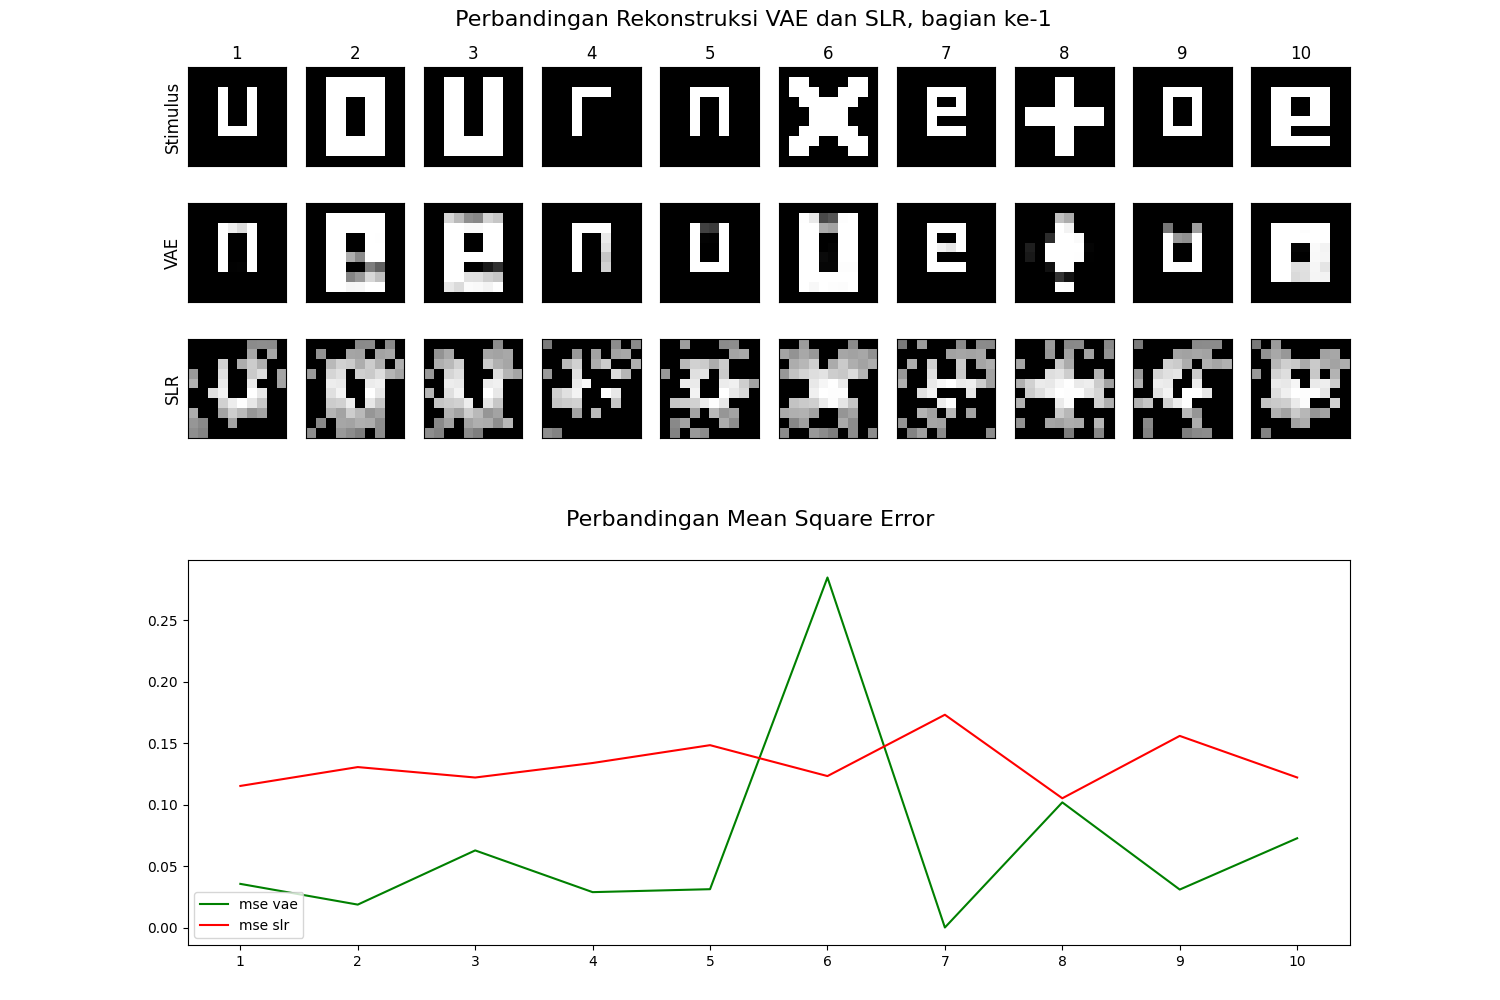 Perbandingan Rekonstruksi VAE dan SLR, bagian ke-1
1 2 3 4 5 6 7 8 9 10
Stimulus
VAE
SLR
Perbandingan Mean Square Error
0.25
0.20
0.15
0.10
0.05
0.00
mse vae
mse slr
1 2 3 4 5 6 7 8 9 10